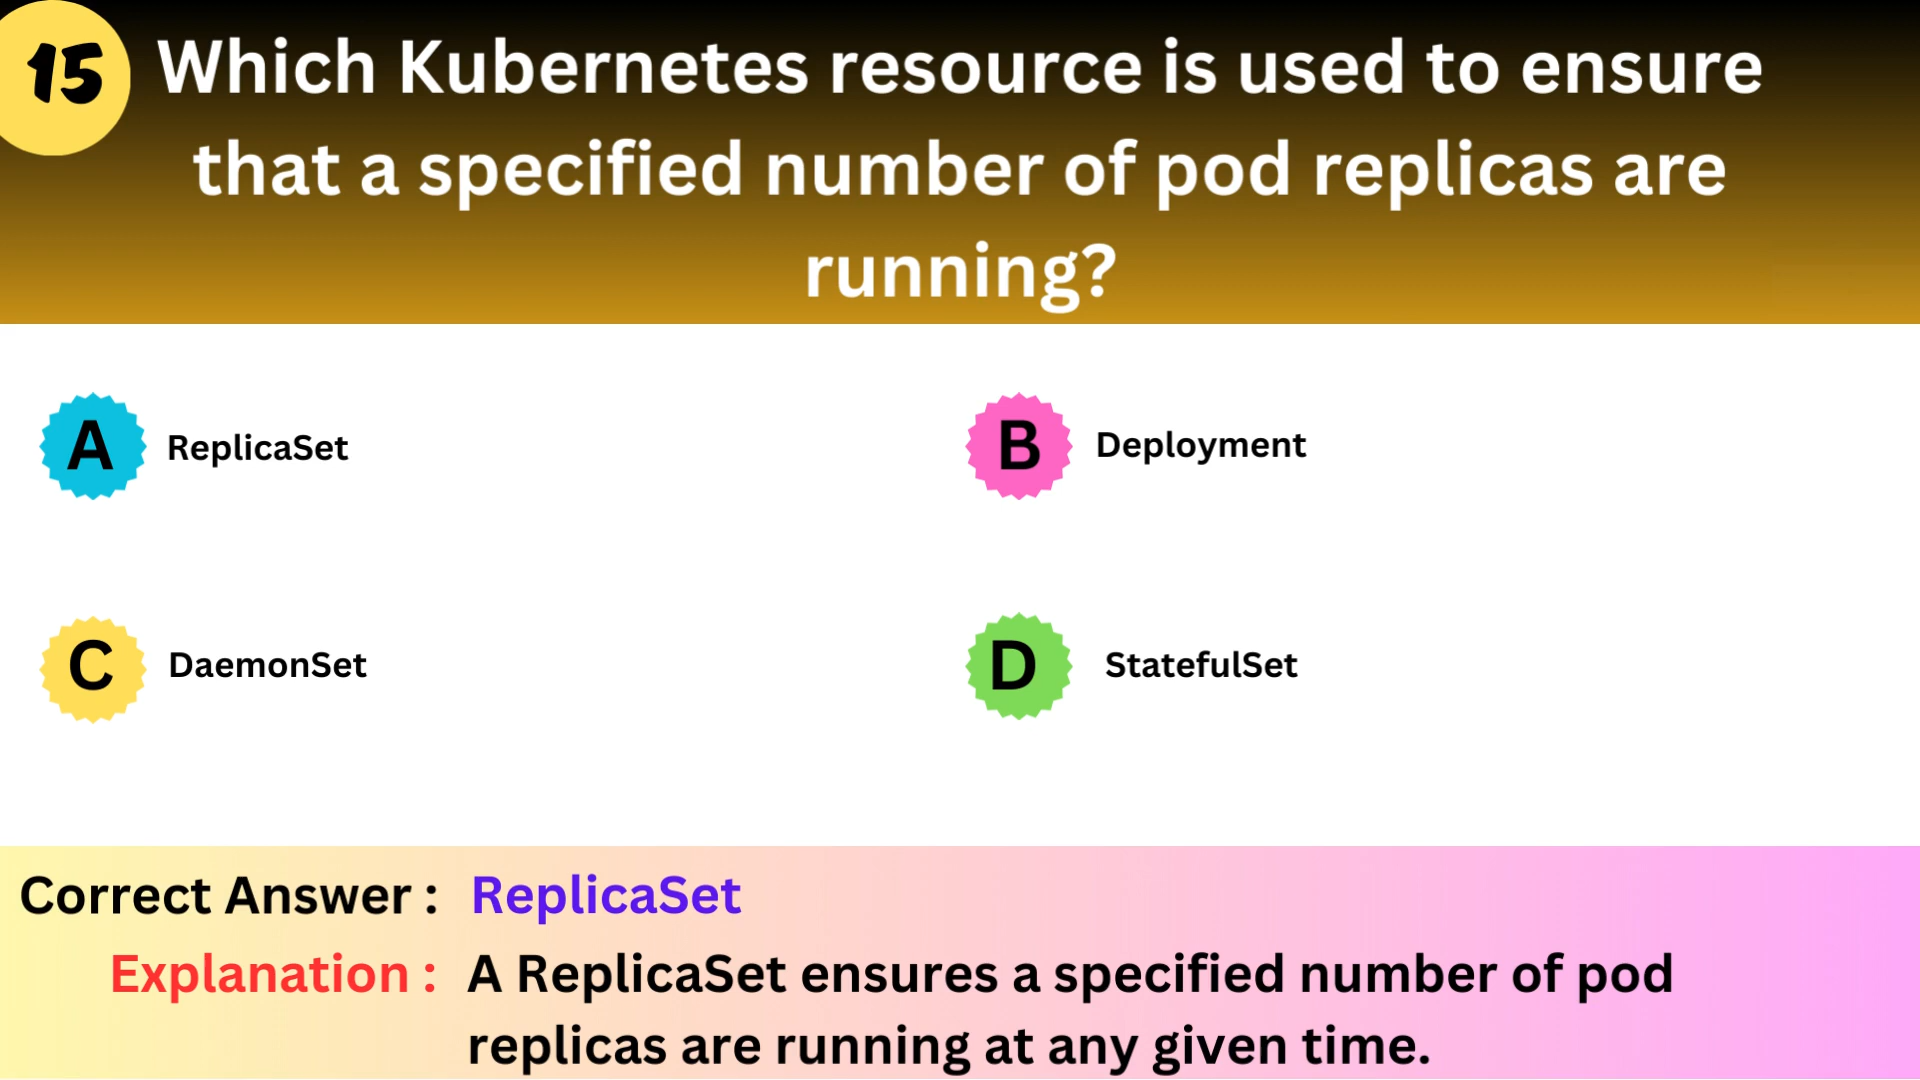 15
Which Kubernetes resource is used to ensure
that a specified number of pod replicas are
running?
A ReplicaSet
B Deployment
C DaemonSet
D StatefulSet
Correct Answer : ReplicaSet
Explanation : A ReplicaSet ensures a specified number of pod
replicas are running at any given time.